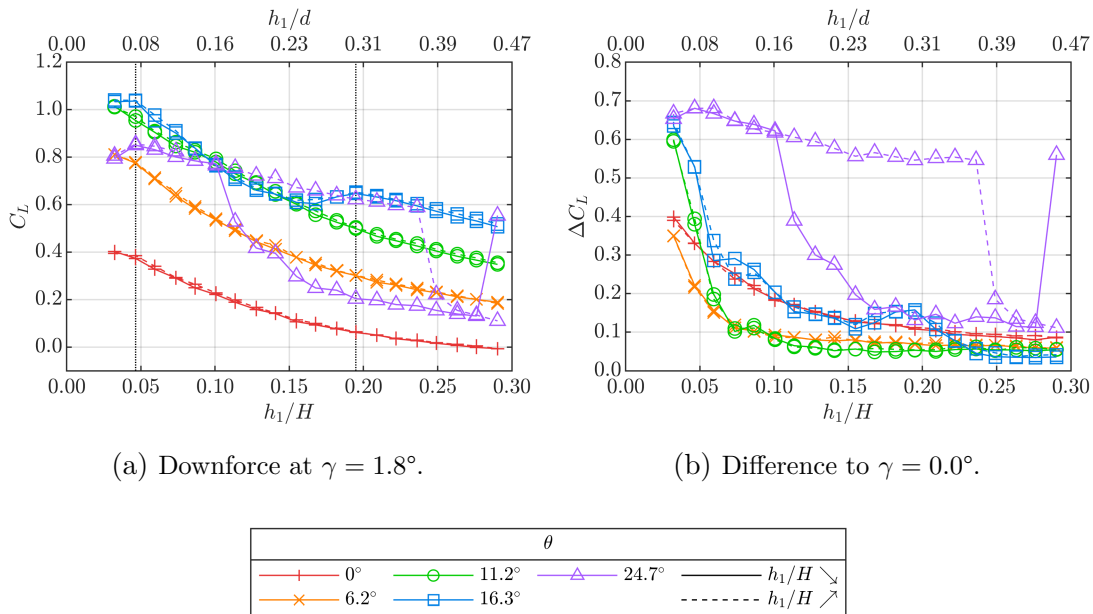 h₁/d
0.00 0.08 0.16 0.23 0.31 0.39 0.47
1.2
1.0
0.8
0.6
0.4
0.2
0.0
C_L
0.00 0.05 0.10 0.15 0.20 0.25 0.30
h₁/H
(a) Downforce at γ = 1.8°.
h₁/d
0.00 0.08 0.16 0.23 0.31 0.39 0.47
0.8
0.7
0.6
0.5
0.4
0.3
0.2
0.1
0.0
ΔC_L
0.00 0.05 0.10 0.15 0.20 0.25 0.30
h₁/H
(b) Difference to γ = 0.0°.
θ
0° 11.2° 24.7° h₁/H ↘
6.2° 16.3° h₁/H ↗